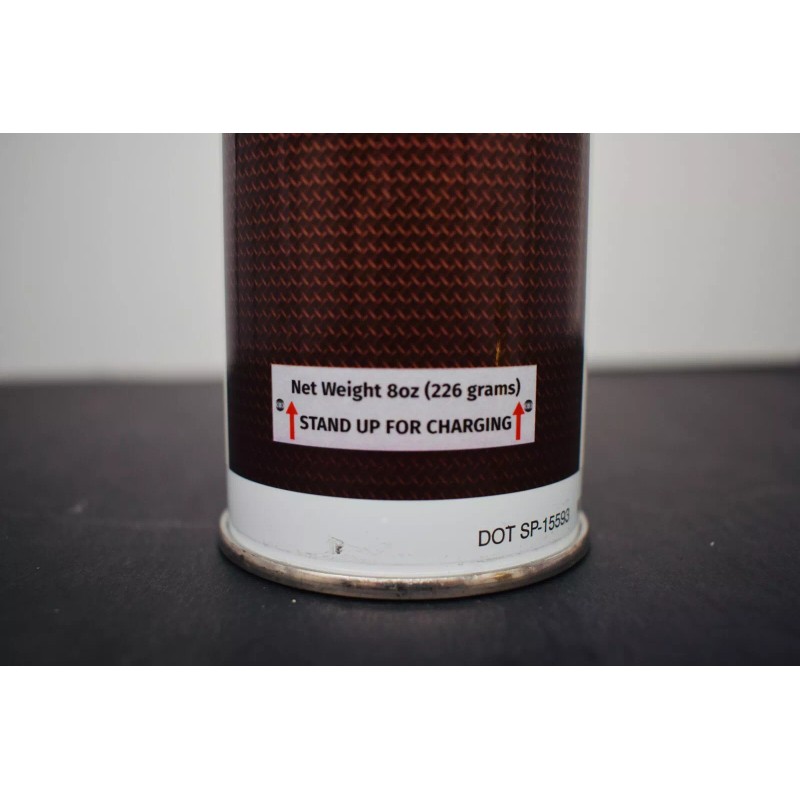 Net Weight 8oz (226 grams)
STAND UP FOR CHARGING
DOT SP-15593